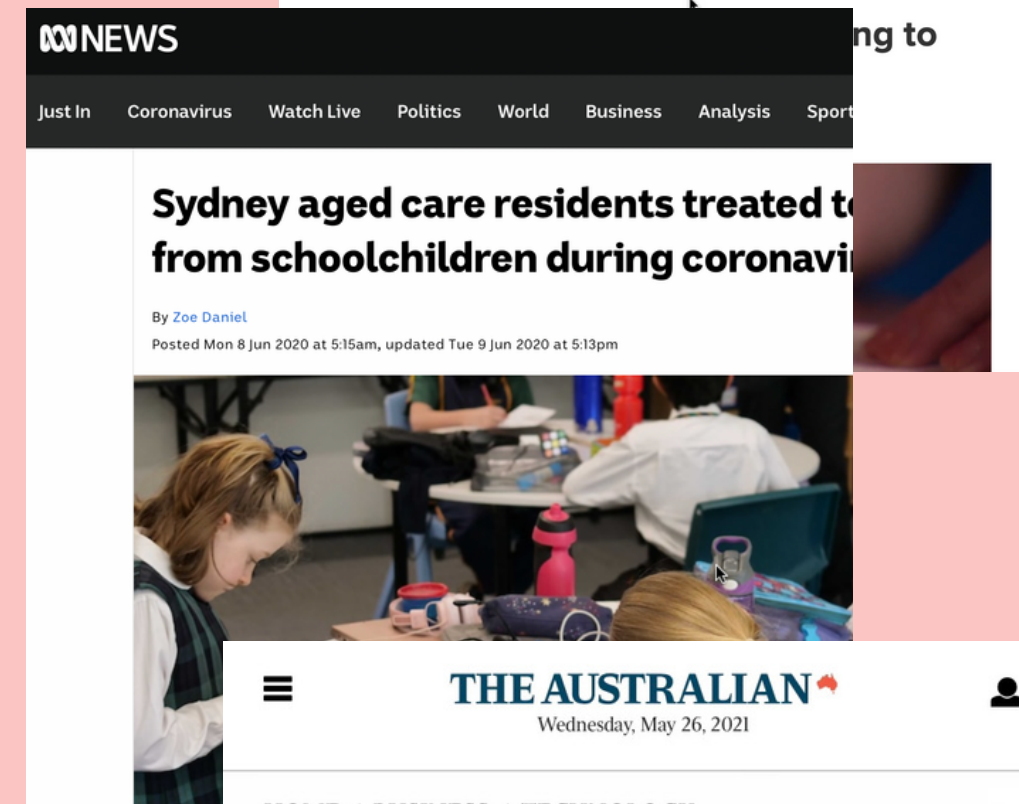 NEWS
ng to
Just In Coronavirus Watch Live Politics World Business Analysis Sport
Sydney aged care residents treated
from schoolchildren during
By Zoe Daniel
Posted Mon 8 Jun 2020 at 5:15am, updated Tue 9 Jun 2020 at 5:13pm
THE AUSTRALIAN
Wednesday, May 26, 2021